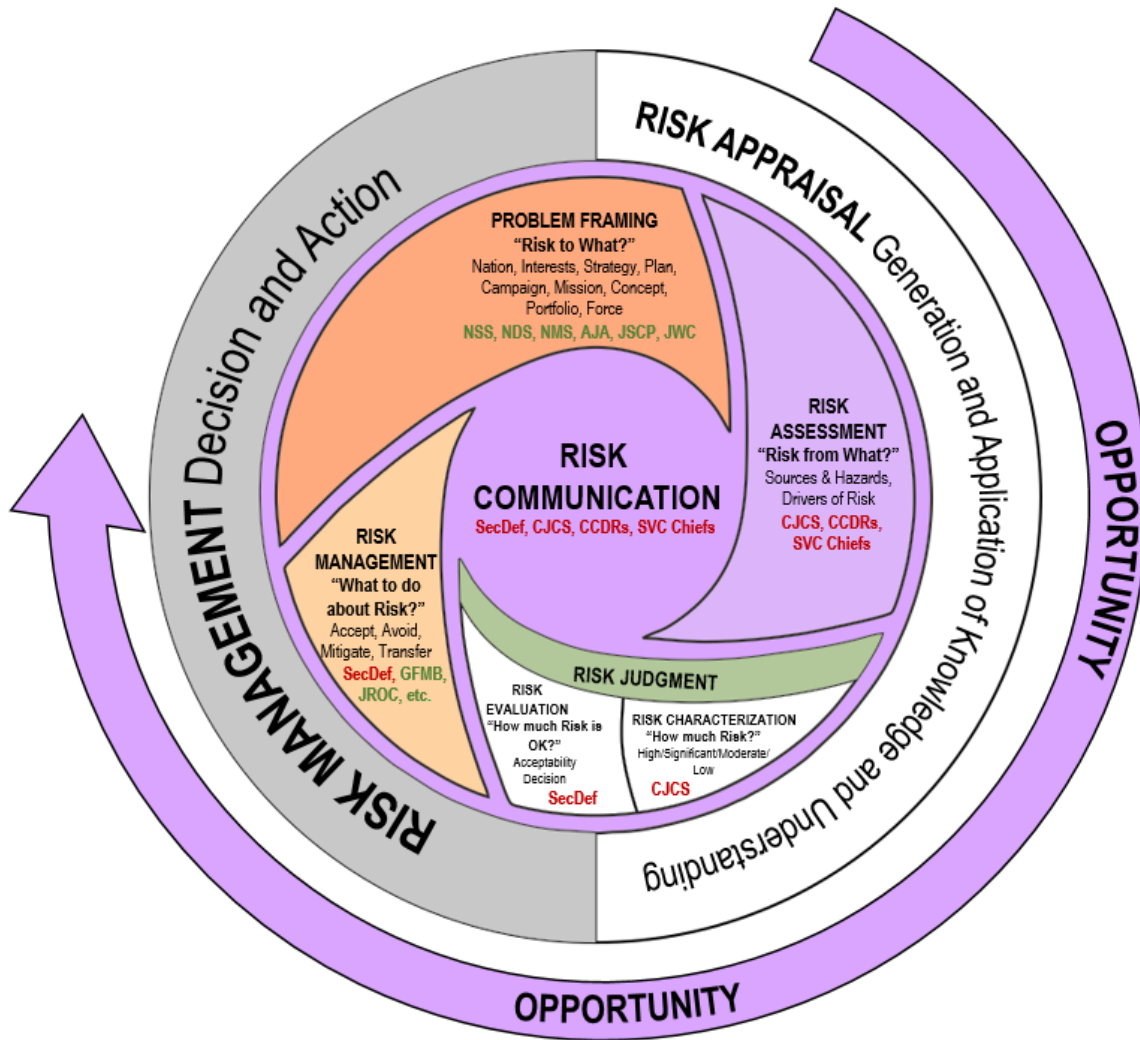 RISK APPRAISAL Generation and Application of Knowledge and Understanding
RISK MANAGEMENT Decision and Action
OPPORTUNITY
OPPORTUNITY
PROBLEM FRAMING
“Risk to What?”
Nation, Interests, Strategy, Plan,
Campaign, Mission, Concept,
Portfolio, Force
NSS, NDS, NMS, AJA, JSCP, JWC
RISK
ASSESSMENT
“Risk from What?”
Sources & Hazards,
Drivers of Risk
CJCS, CCDRs,
SVC Chiefs
RISK
COMMUNICATION
SecDef, CJCS, CCDRs, SVC Chiefs
RISK JUDGMENT
RISK CHARACTERIZATION
“How much Risk?”
High/Significant/Moderate/
Low
CJCS
RISK
EVALUATION
“How much Risk is
OK?”
Acceptability
Decision
SecDef
RISK
MANAGEMENT
“What to do
about Risk?”
Accept, Avoid,
Mitigate, Transfer
SecDef, GFMB,
JROC, etc.